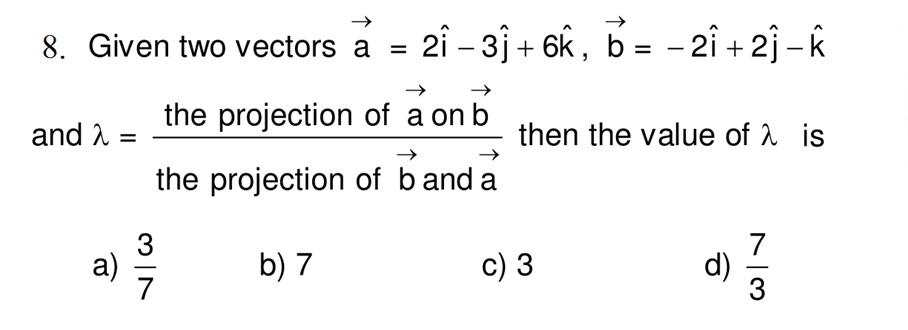 8. Given two vectors →a = 2î – 3ĵ + 6k̂ , →b = – 2î + 2ĵ – k̂
and λ = the projection of →a on →b / the projection of →b and →a then the value of λ is
a) 3/7 b) 7 c) 3 d) 7/3